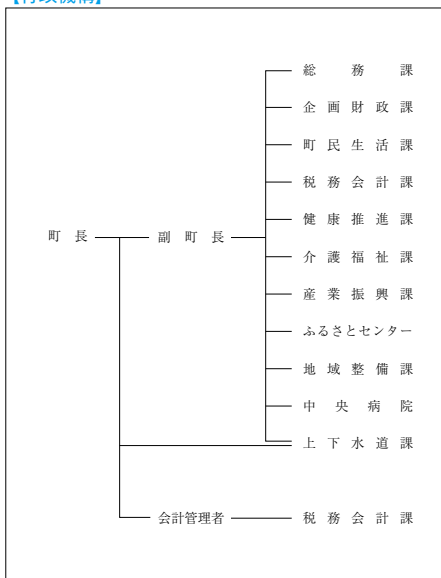 【行政機構】
総務課
企画財政課
町民生活課
税務会計課
健康推進課
町長
副町長
介護福祉課
産業振興課
ふるさとセンター
地域整備課
中央病院
上下水道課
会計管理者
税務会計課